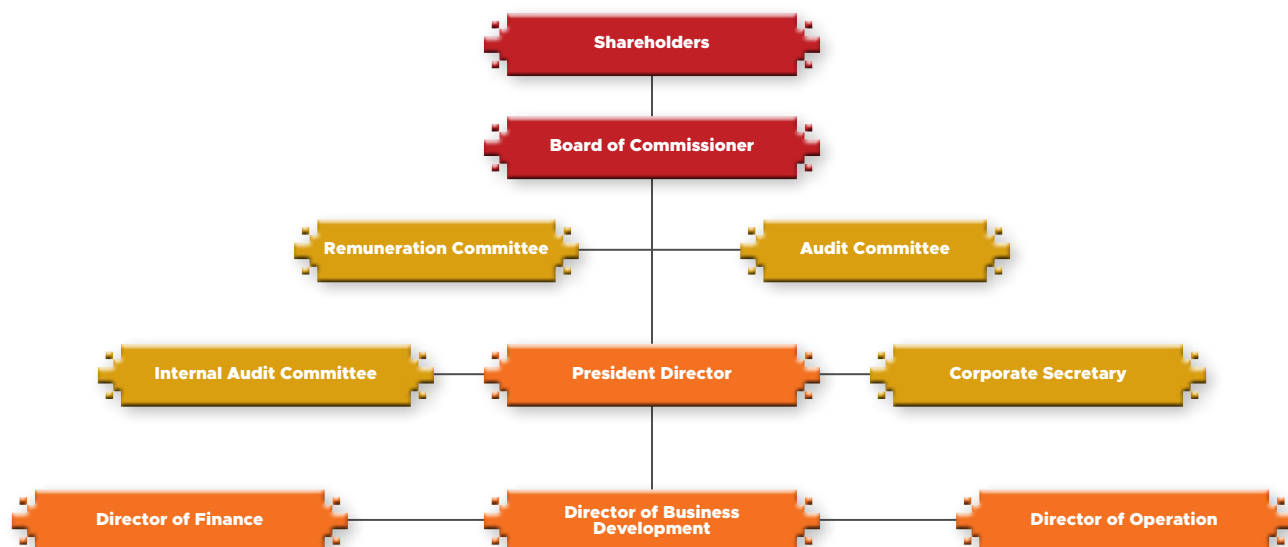 Shareholders
Board of Commissioner
Remuneration Committee
Audit Committee
Internal Audit Committee
President Director
Corporate Secretary
Director of Finance
Director of Business
Development
Director of Operation